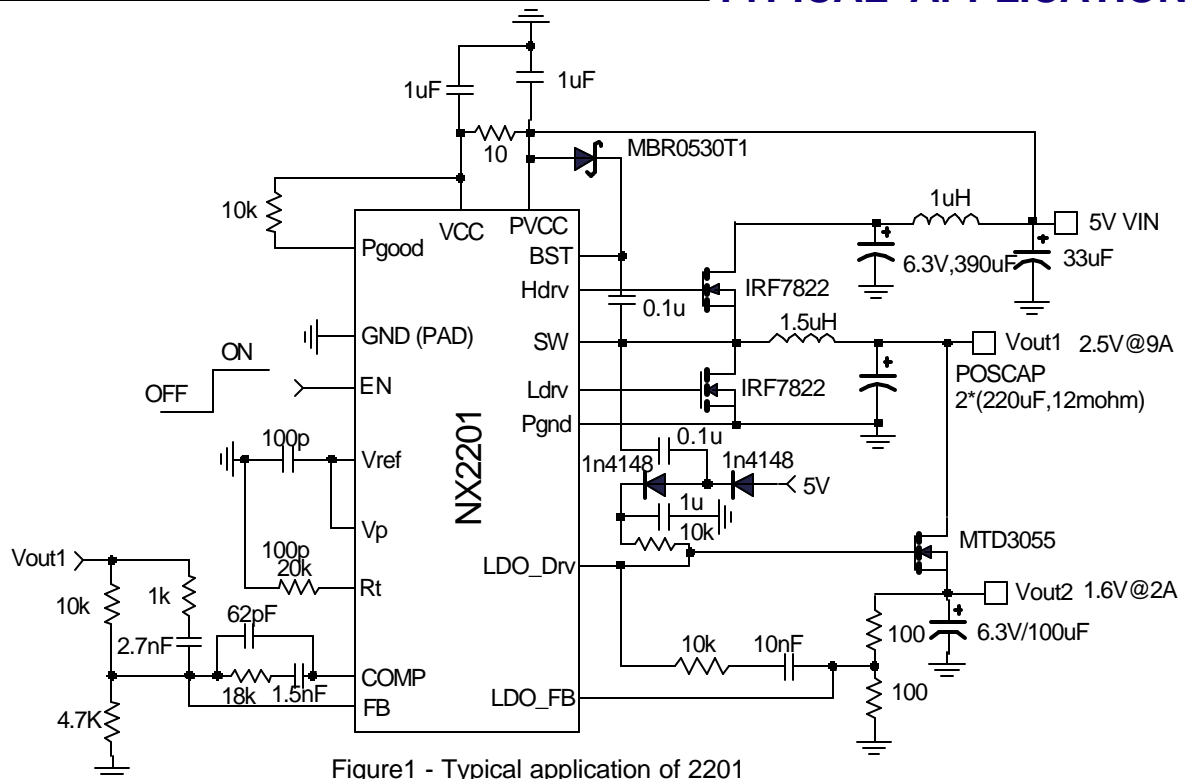 TYPICAL APPLICATION
1uF
1uF
10
MBR0530T1
10k
VCC
PVCC
1uH
5V VIN
Pgood
BST
6.3V,390uF
33uF
Hdrv
IRF7822
0.1u
GND (PAD)
SW
1.5uH
Vout1 2.5V@9A
ON
OFF
EN
Ldrv
IRF7822
POSCAP
2*(220uF,12mohm)
Pgnd
100p
Vref
NX2201
0.1u
1n4148
1n4148
5V
1u
Vp
10k
MTD3055
Vout1
100p
20k
Rt
LDO_Drv
10k
1k
Vout2 1.6V@2A
62pF
100
6.3V/100uF
2.7nF
10k
10nF
COMP
18k
1.5nF
FB
LDO_FB
100
4.7K
Figure1 - Typical application of 2201